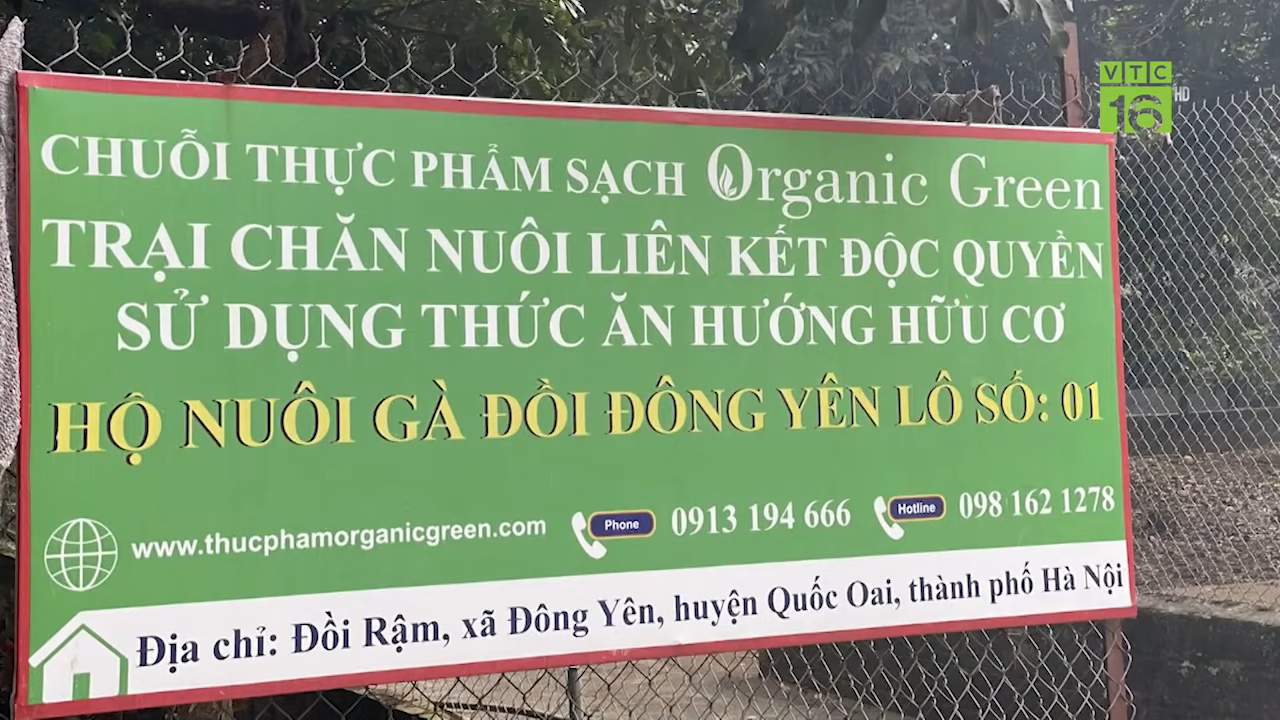 VTC
16
HD
CHUỖI THỰC PHẨM SẠCH Organic Green
TRẠI CHĂN NUÔI LIÊN KẾT ĐỘC QUYỀN
SỬ DỤNG THỨC ĂN HƯỚNG HỮU CƠ
HỘ NUÔI GÀ ĐỒI ĐÔNG YÊN LÔ SỐ: 01
www.thucphamorganicgreen.com Phone 0913 194 666 Hotline 098 162 1278
Địa chỉ: Đồi Rậm, xã Đông Yên, huyện Quốc Oai, thành phố Hà Nội